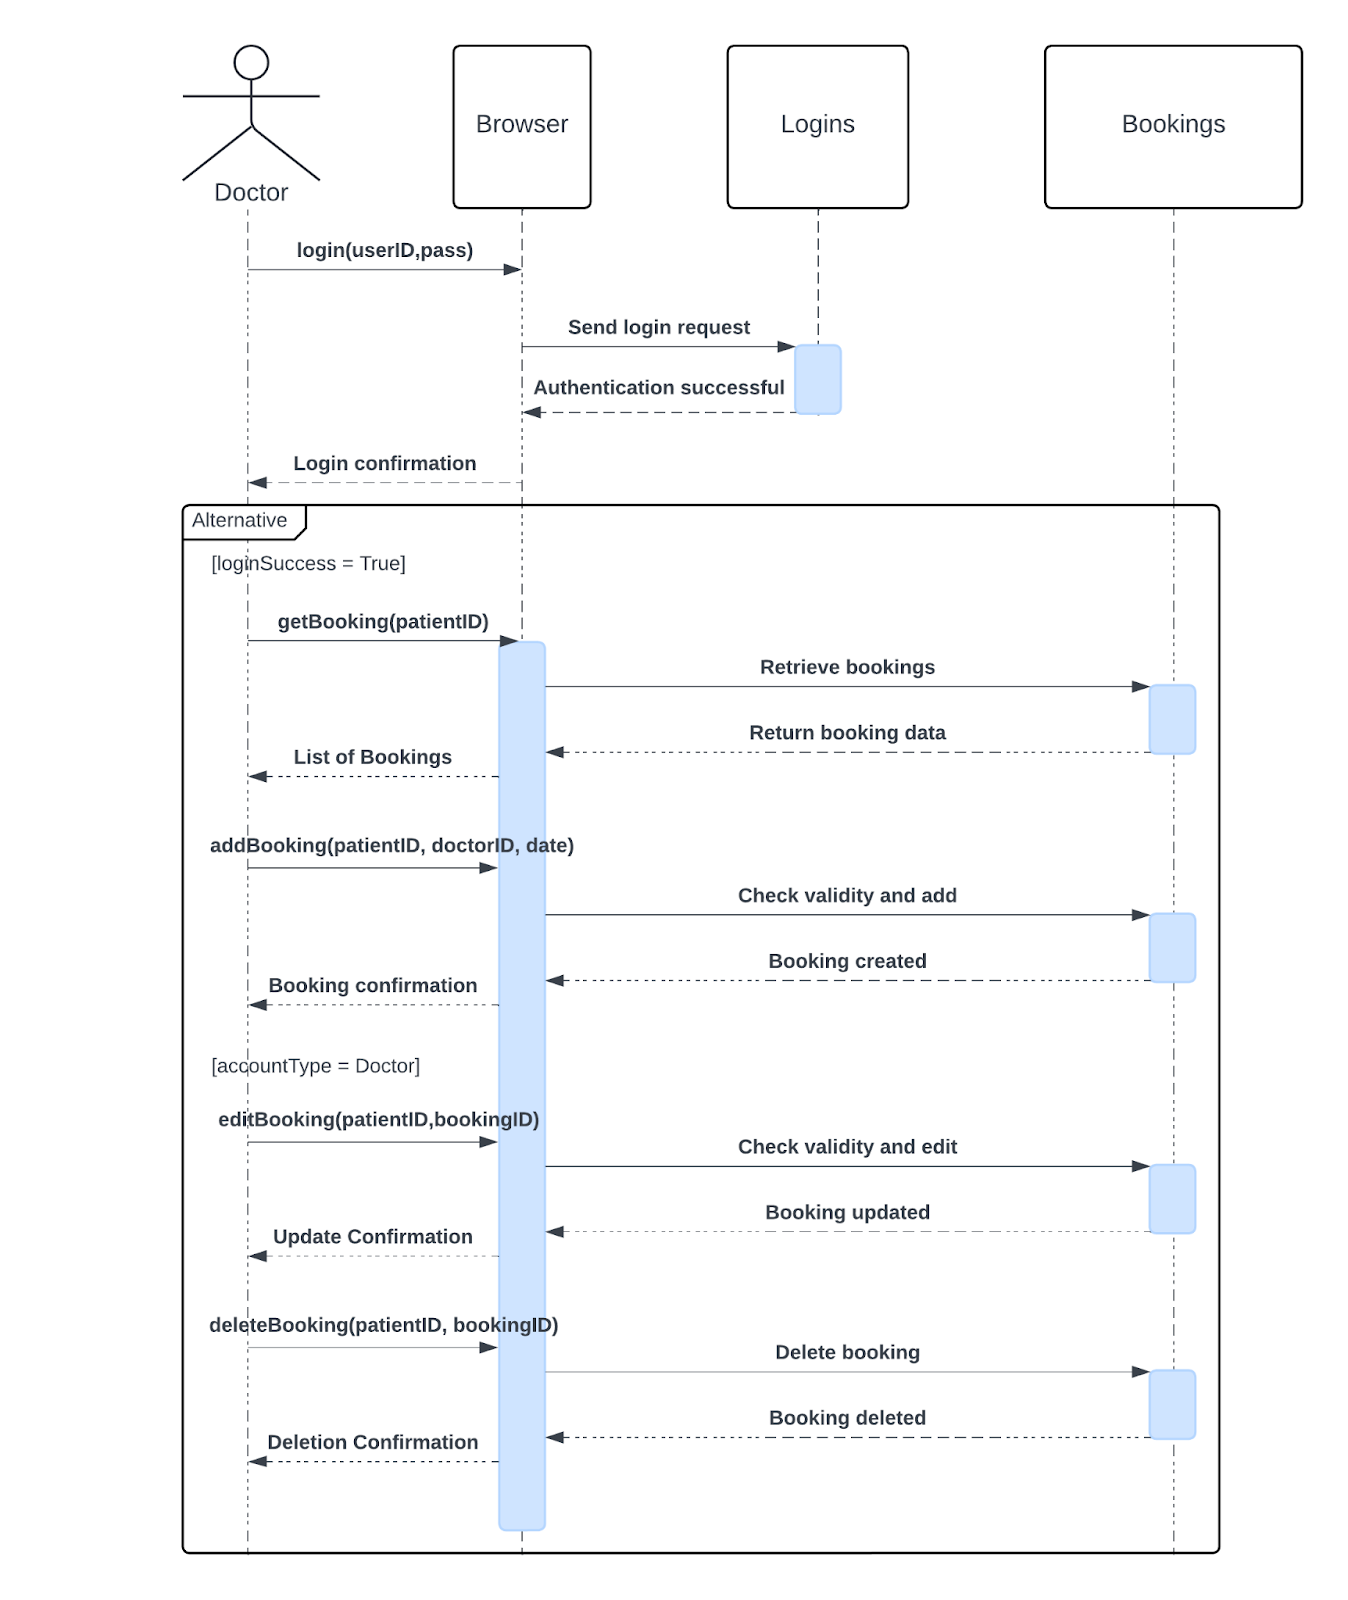 Doctor
Browser
Logins
Bookings
login(userID,pass)
Send login request
Authentication successful
Login confirmation
Alternative
[loginSuccess = True]
getBooking(patientID)
Retrieve bookings
Return booking data
List of Bookings
addBooking(patientID, doctorID, date)
Check validity and add
Booking created
Booking confirmation
[accountType = Doctor]
editBooking(patientID,bookingID)
Check validity and edit
Booking updated
Update Confirmation
deleteBooking(patientID, bookingID)
Delete booking
Booking deleted
Deletion Confirmation